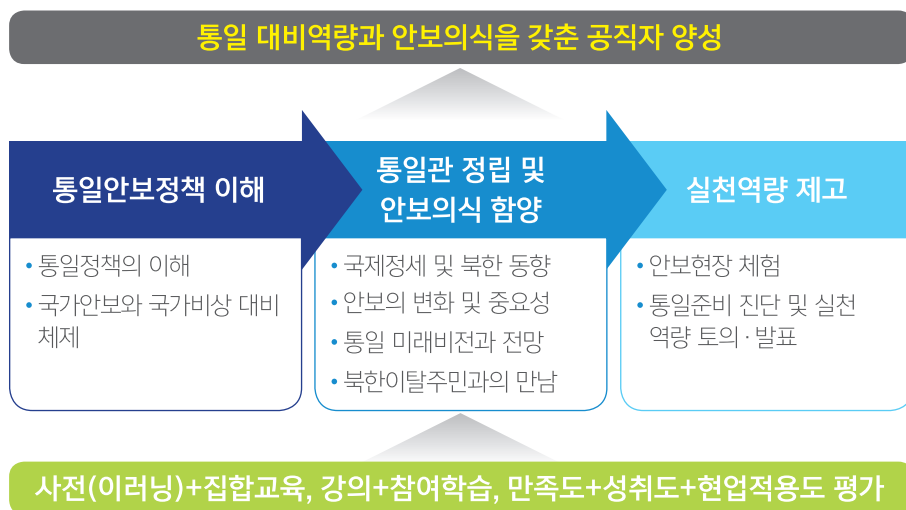 통일 대비역량과 안보의식을 갖춘 공직자 양성
통일안보정책 이해
• 통일정책의 이해
• 국가안보와 국가비상 대비
체제
통일관 정립 및
안보의식 함양
• 국제정세 및 북한 동향
• 안보의 변화 및 중요성
• 통일 미래비전과 전망
• 북한이탈주민과의 만남
실천역량 제고
• 안보현장 체험
• 통일준비 진단 및 실천
역량 토의·발표
사전(이러닝)+집합교육, 강의+참여학습, 만족도+성취도+현업적용도 평가